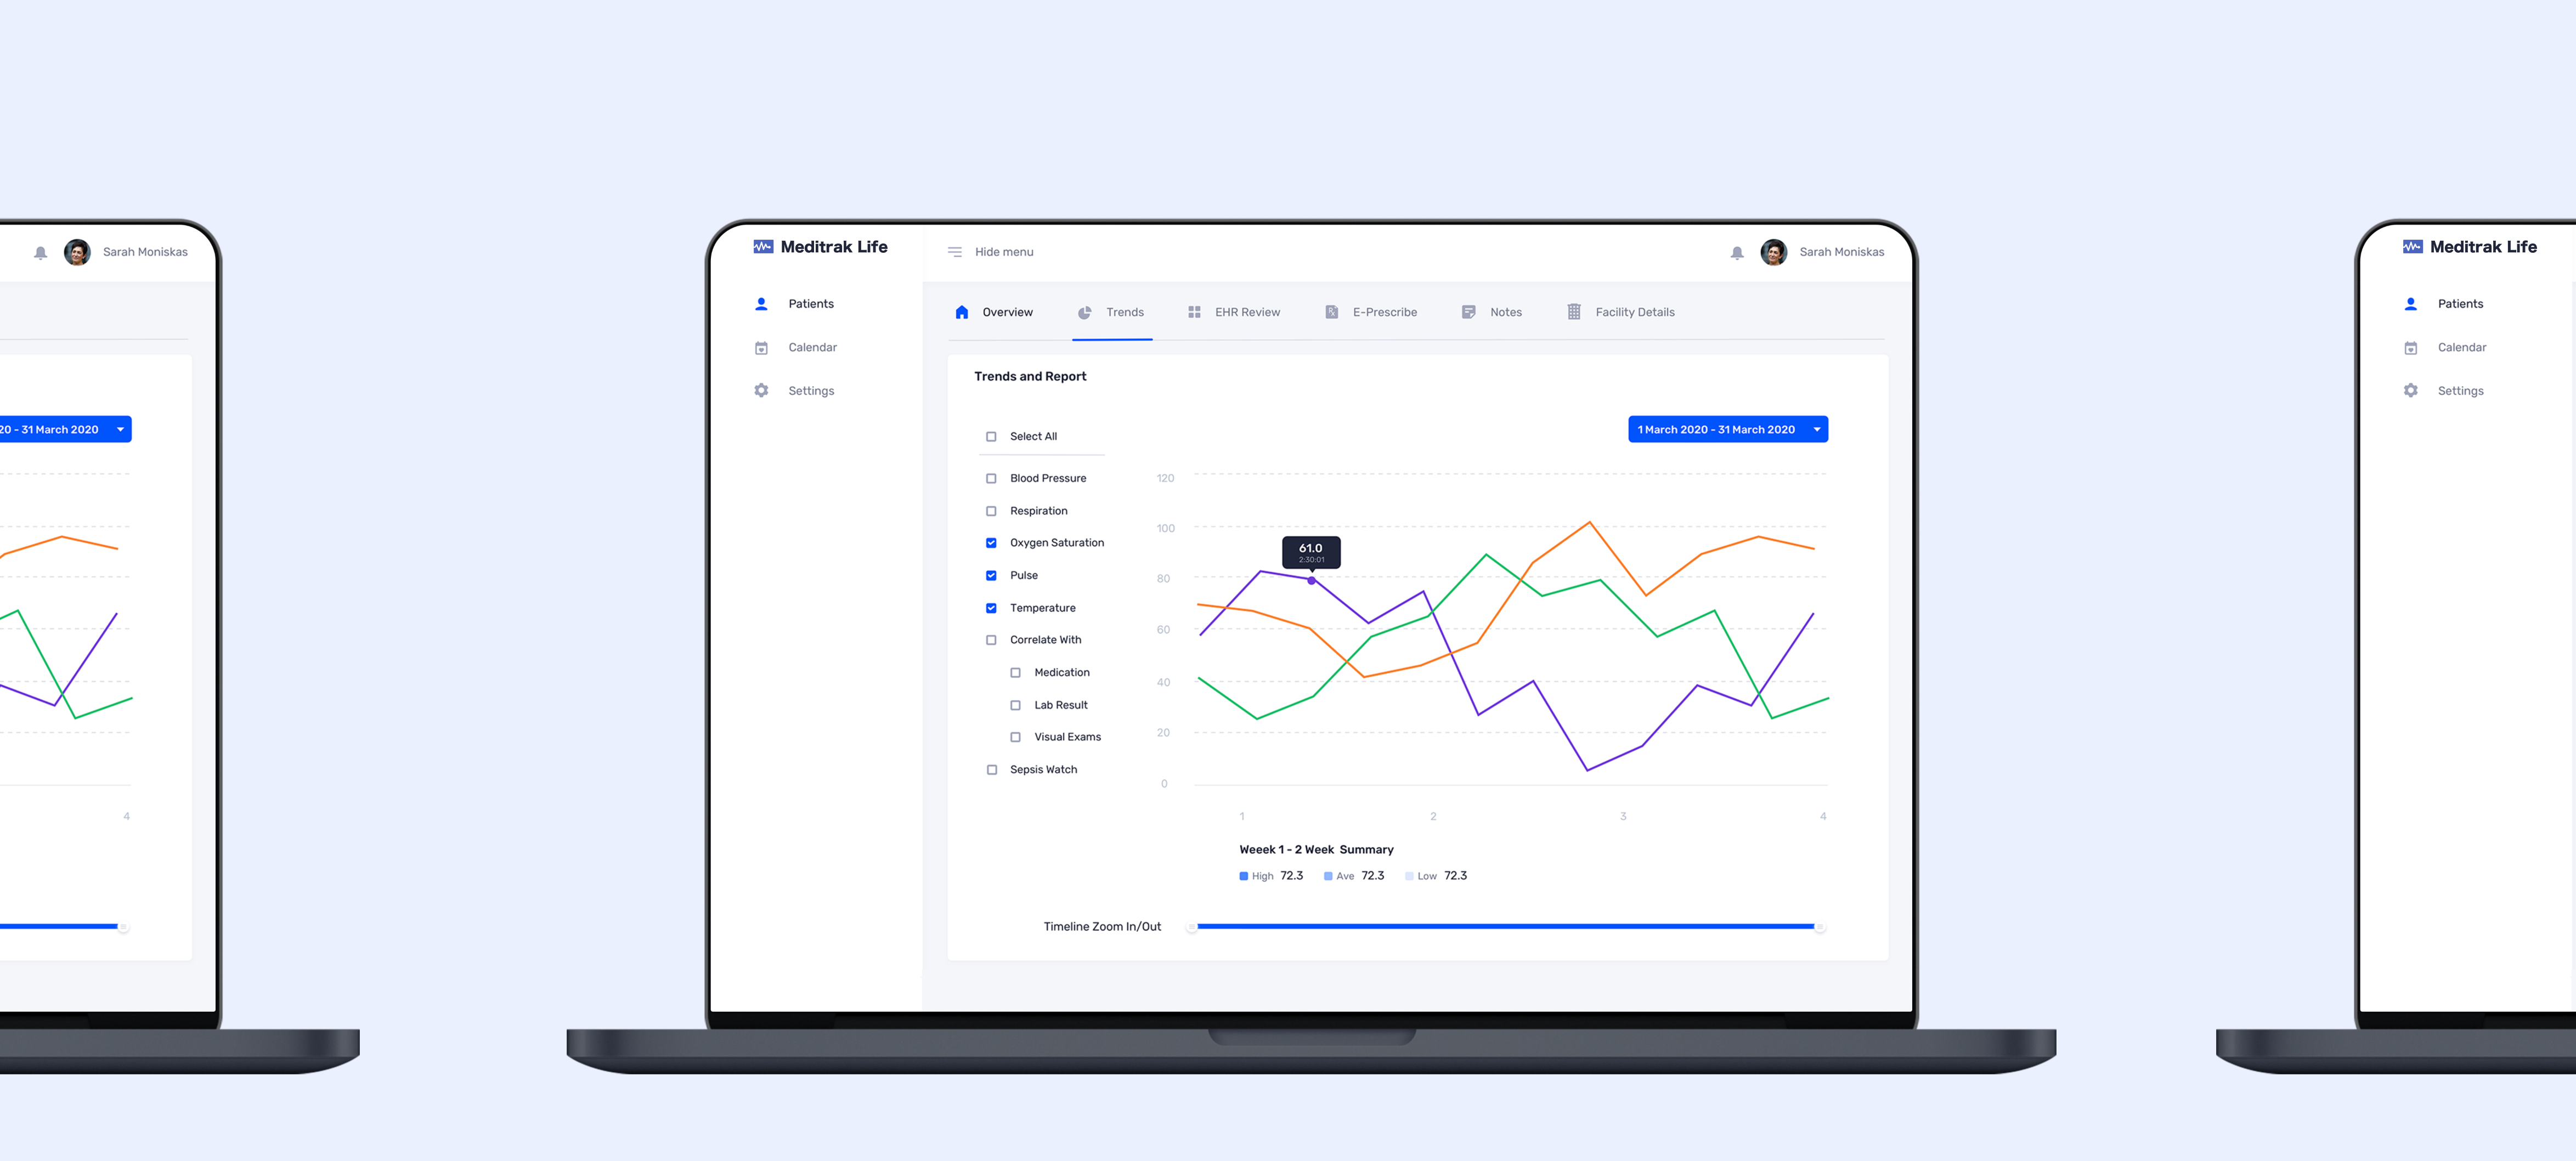 Sarah Moniskas
20 - 31 March 2020
4
Meditrak Life
Hide menu
Sarah Moniskas
Patients
Calendar
Settings
Overview
Trends
EHR Review
E-Prescribe
Notes
Facility Details
Trends and Report
1 March 2020 - 31 March 2020
Select All
Blood Pressure
Respiration
Oxygen Saturation
Pulse
Temperature
Correlate With
Medication
Lab Result
Visual Exams
Sepsis Watch
120
100
80
60
40
20
0
61.0
2:30:01
1 2 3 4
Weeek 1 - 2 Week Summary
High 72.3 Ave 72.3 Low 72.3
Timeline Zoom In/Out
Meditrak Life
Patients
Calendar
Settings